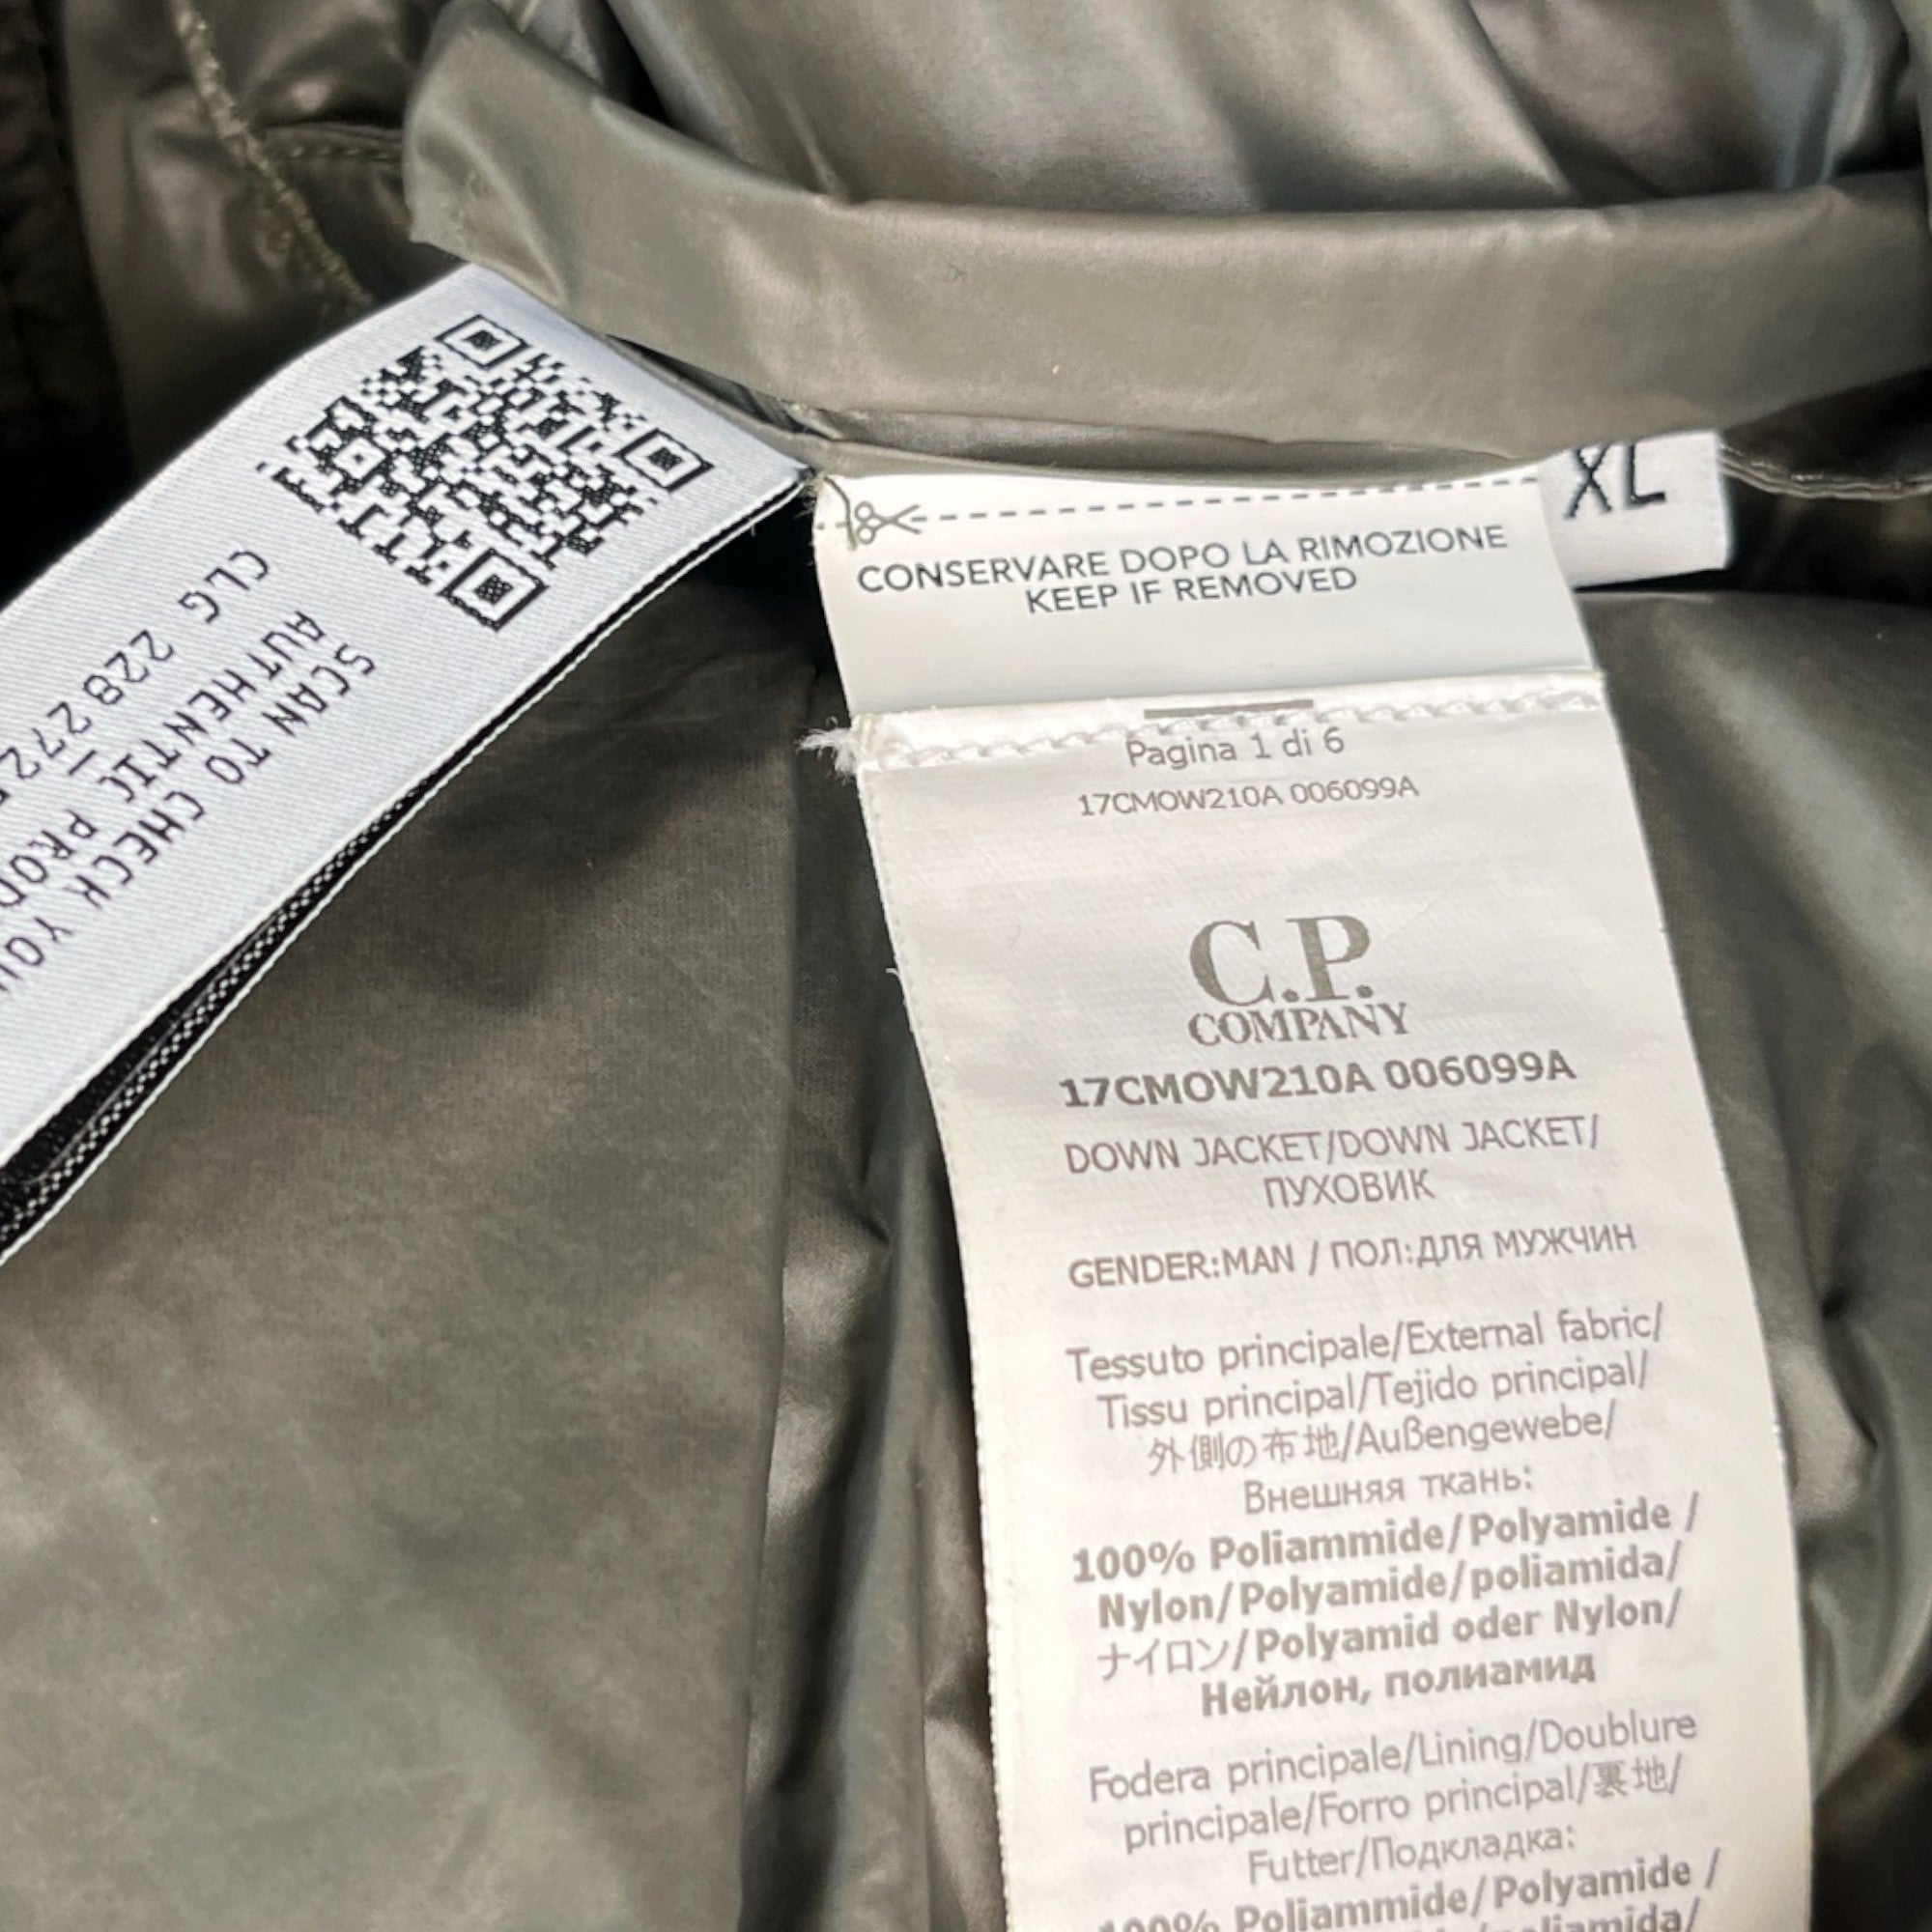 SCAN TO CHECK YOU
AUTHENTIC PROD
CLG 228 272
XL
CONSERVARE DOPO LA RIMOZIONE
KEEP IF REMOVED
Pagina 1 di 6
17CMOW210A 006099A
C.P.
COMPANY
17CMOW210A 006099A
DOWN JACKET/DOWN JACKET/
ПУХОВИК
GENDER:MAN / ПОЛ:ДЛЯ МУЖЧИН
Tessuto principale/External fabric/
Tissu principal/Tejido principal/
外側の布地/Außengewebe/
Внешняя ткань:
100% Poliammide/Polyamide /
Nylon/Polyamide/poliamida/
ナイロン/Polyamid oder Nylon/
Нейлон, полиамид
Fodera principale/Lining/Doublure
principale/Forro principal/裏地/
Futter/Подкладка:
100% Poliammide/Polyamide /